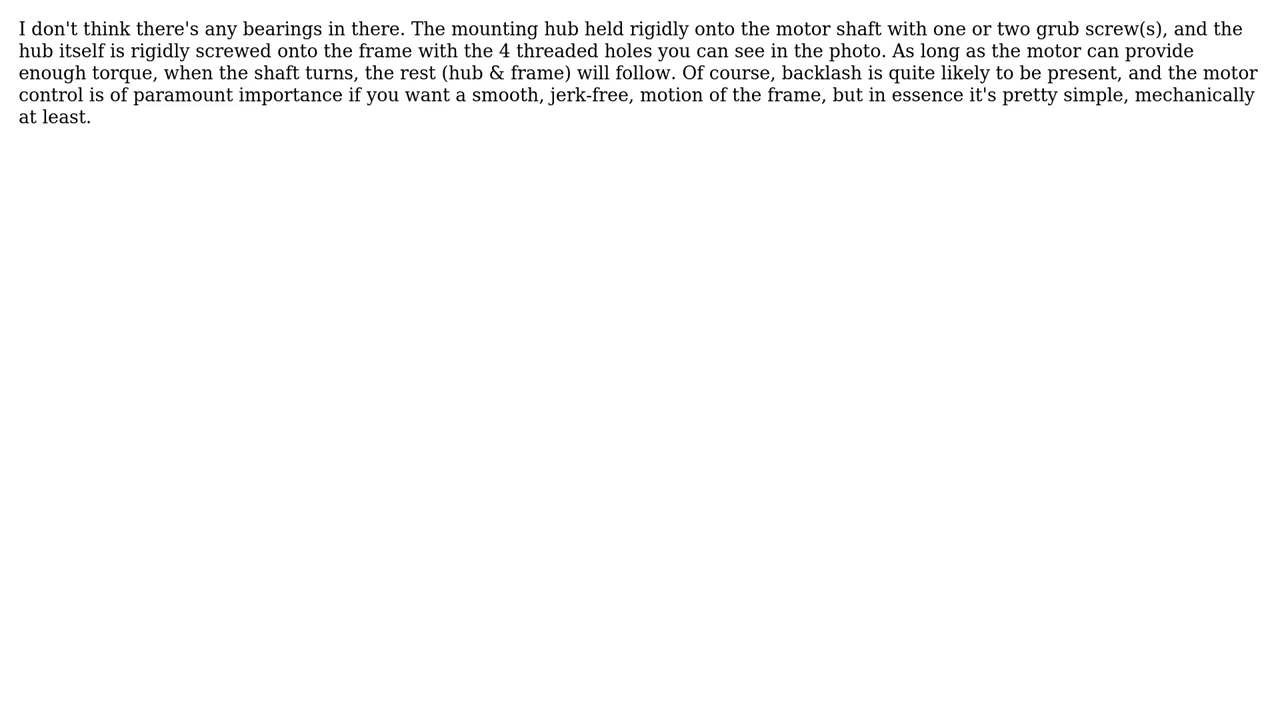 I don't think there's any bearings in there. The mounting hub held rigidly onto the motor shaft with one or two grub screw(s), and the
hub itself is rigidly screwed onto the frame with the 4 threaded holes you can see in the photo. As long as the motor can provide
enough torque, when the shaft turns, the rest (hub & frame) will follow. Of course, backlash is quite likely to be present, and the motor
control is of paramount importance if you want a smooth, jerk-free, motion of the frame, but in essence it's pretty simple, mechanically
at least.